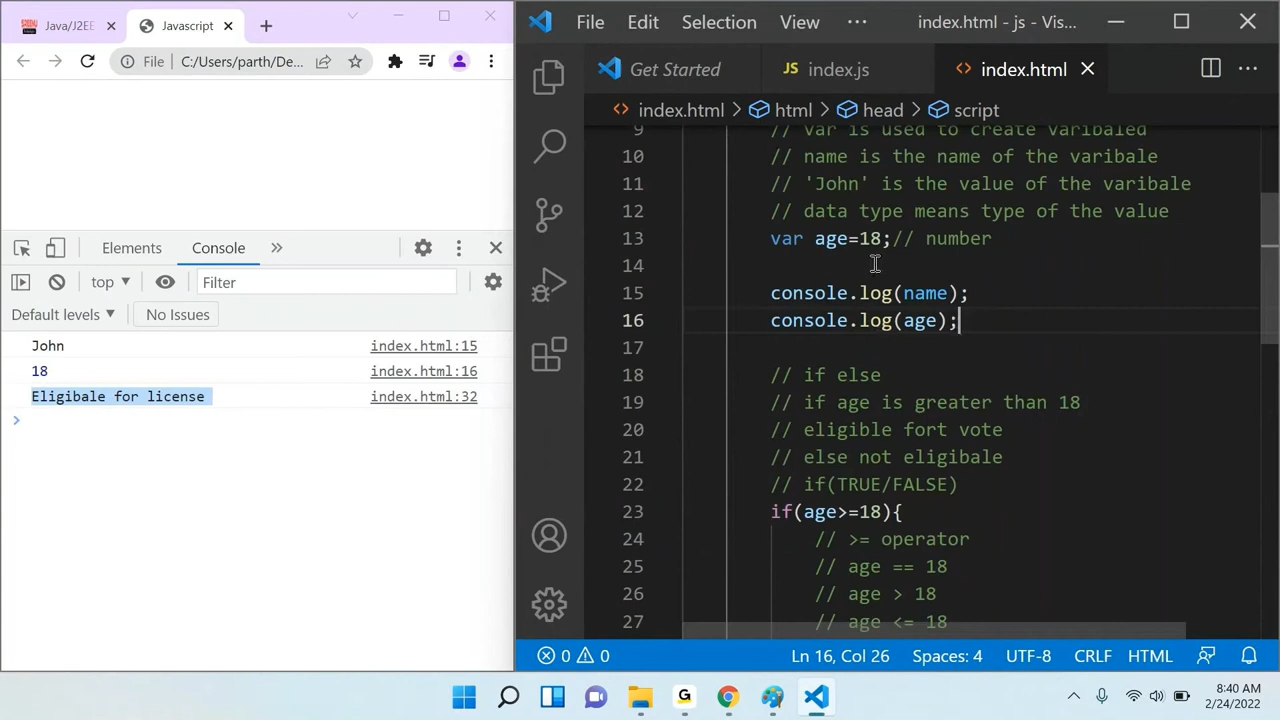 Java/J2EE
Javascript
File C:/Users/parth/De...
Elements Console
top Filter
Default levels No Issues
John index.html:15
18 index.html:16
Eligibale for license index.html:32
File Edit Selection View ... index.html - js - Vis...
Get Started JS index.js index.html
index.html > html > head > script
9 // var is used to create varibaled
10 // name is the name of the varibale
11 // 'John' is the value of the varibale
12 // data type means type of the value
13 var age=18;// number
14
15 console.log(name);
16 console.log(age);
17
18 // if else
19 // if age is greater than 18
20 // eligible fort vote
21 // else not eligibale
22 // if(TRUE/FALSE)
23 if(age>=18){
24 // >= operator
25 // age == 18
26 // age > 18
27 // age <= 18
0 0 Ln 16, Col 26 Spaces: 4 UTF-8 CRLF HTML
G
8:40 AM
2/24/2022